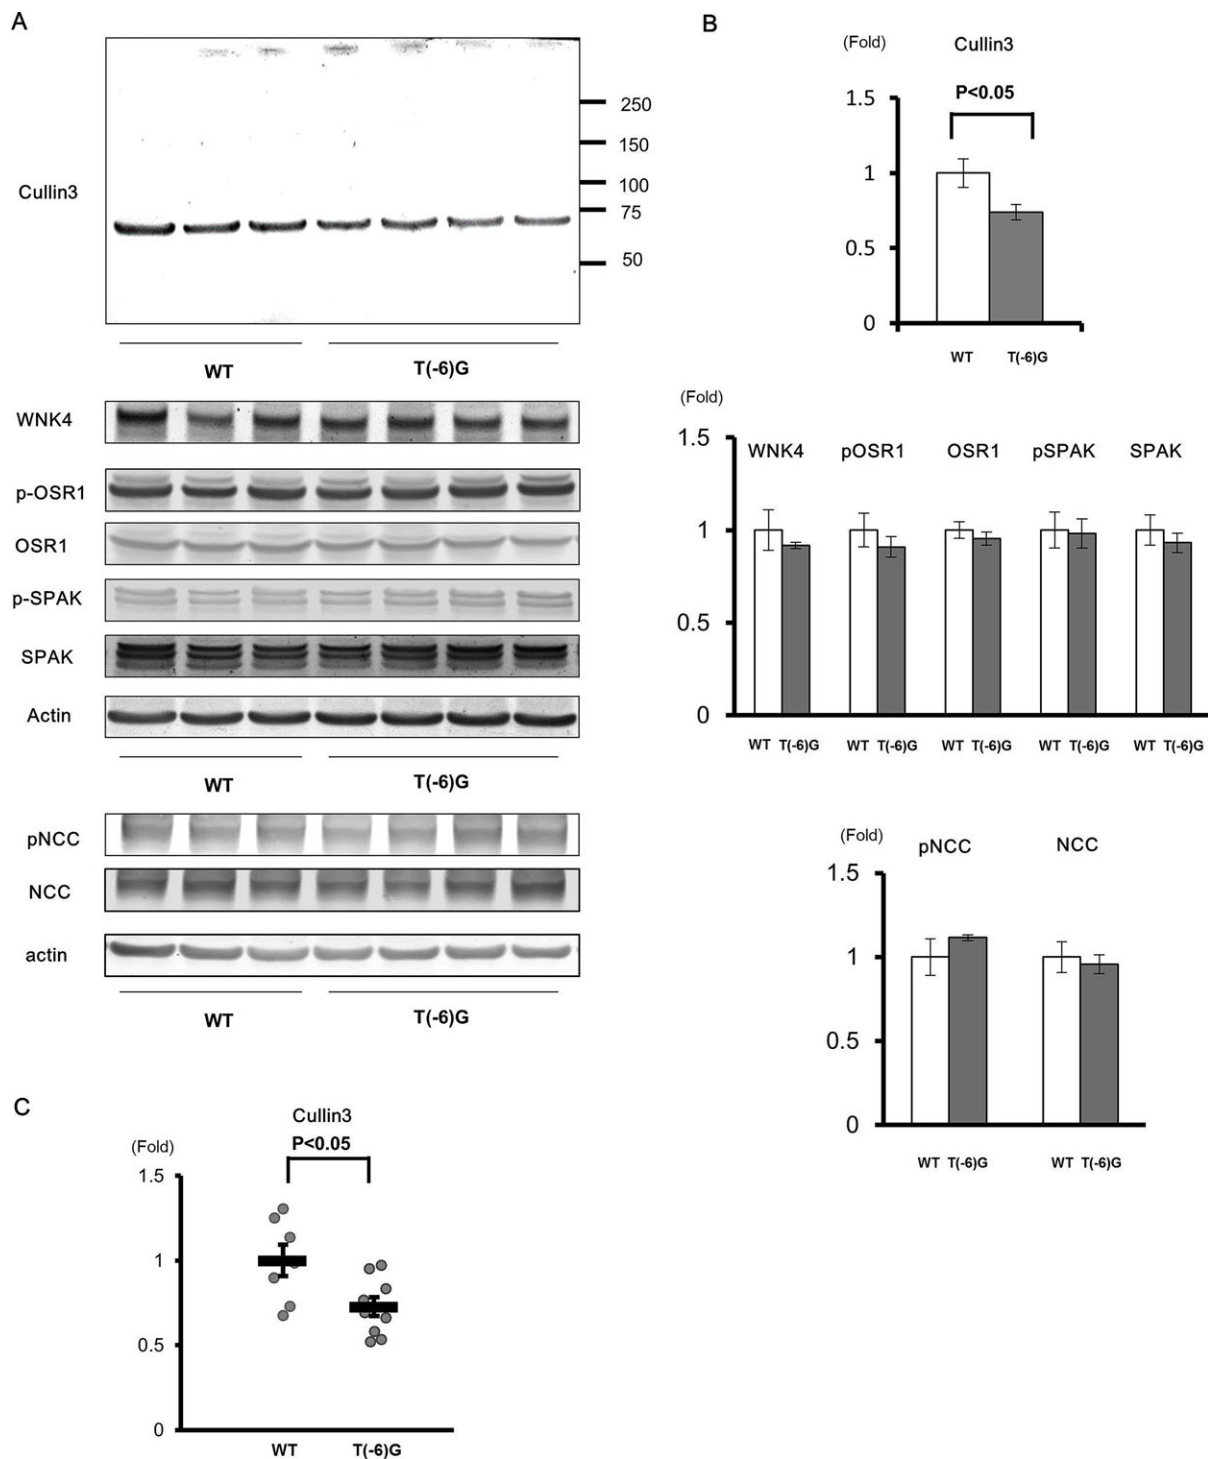 A
Cullin3
250
150
100
75
50
WT T(-6)G
WNK4
p-OSR1
OSR1
p-SPAK
SPAK
Actin
WT T(-6)G
pNCC
NCC
actin
WT T(-6)G
B
(Fold) Cullin3
P<0.05
1.5
1
0.5
0
WT T(-6)G
(Fold)
1.5
WNK4 pOSR1 OSR1 pSPAK SPAK
1
0.5
0
WT T(-6)G WT T(-6)G WT T(-6)G WT T(-6)G WT T(-6)G
(Fold) pNCC NCC
1.5
1
0.5
0
WT T(-6)G WT T(-6)G
C
Cullin3
(Fold) P<0.05
1.5
1
0.5
0
WT T(-6)G